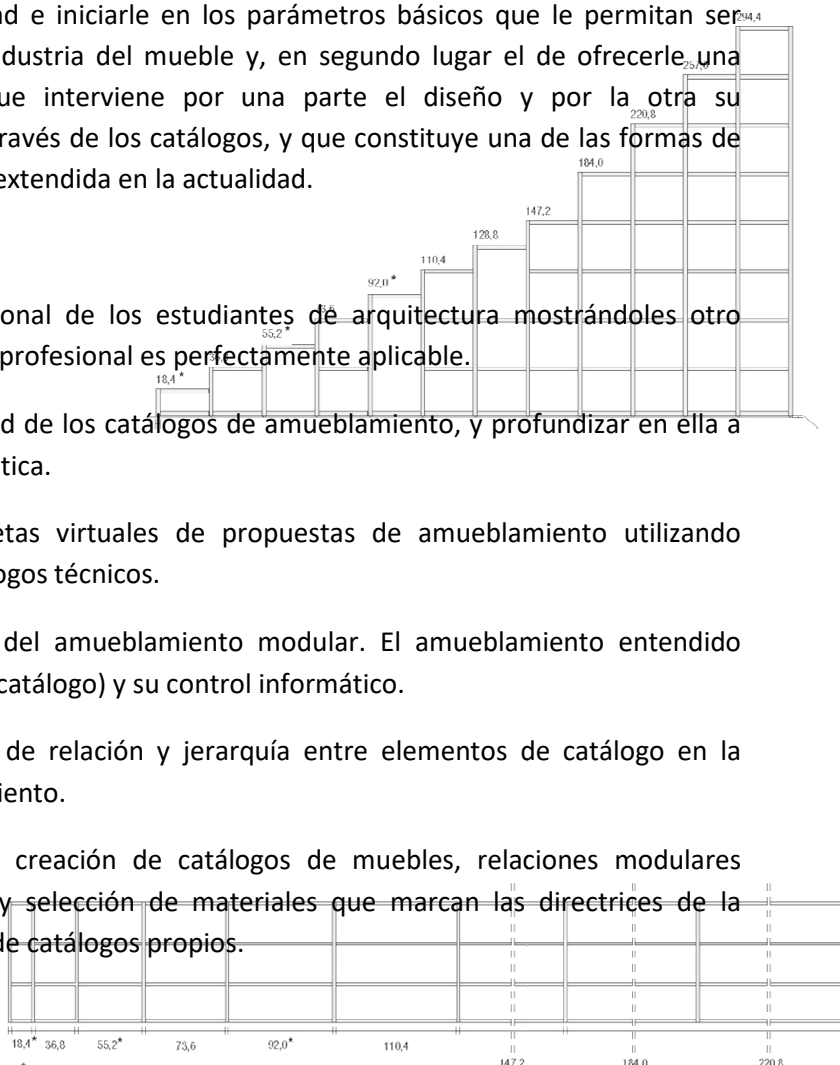 ad e iniciarle en los parámetros básicos que le permitan ser
294,4
dustria del mueble y, en segundo lugar el de ofrecerle una
ue interviene por una parte el diseño y por la otra su
220,8
ravés de los catálogos, y que constituye una de las formas de
extendida en la actualidad.
184,0
147,2
128,8
110,4
92,0 *
onal de los estudiantes de arquitectura mostrándoles otro
55,2 *
profesional es perfectamente aplicable.
18,4 *
d de los catálogos de amueblamiento, y profundizar en ella a
tica.
etas virtuales de propuestas de amueblamiento utilizando
ogos técnicos.
del amueblamiento modular. El amueblamiento entendido
catálogo) y su control informático.
de relación y jerarquía entre elementos de catálogo en la
iento.
creación de catálogos de muebles, relaciones modulares
y selección de materiales que marcan las directrices de la
de catálogos propios.
18,4* 36,8 55,2* 73,6 92,0* 110,4
147,2 184,0 220,8